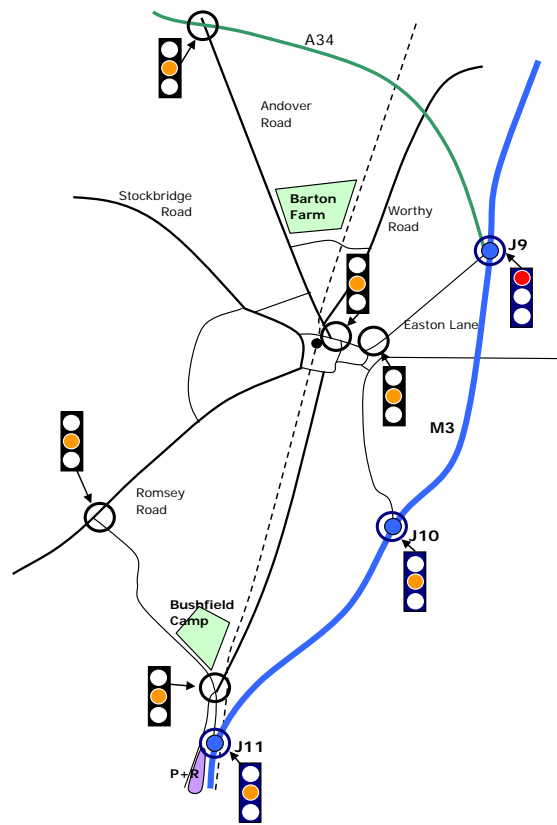 A34
Andover
Road
Stockbridge
Road
Barton
Farm
Worthy
Road
J9
Easton Lane
M3
Romsey
Road
J10
Bushfield
Camp
J11
P+R